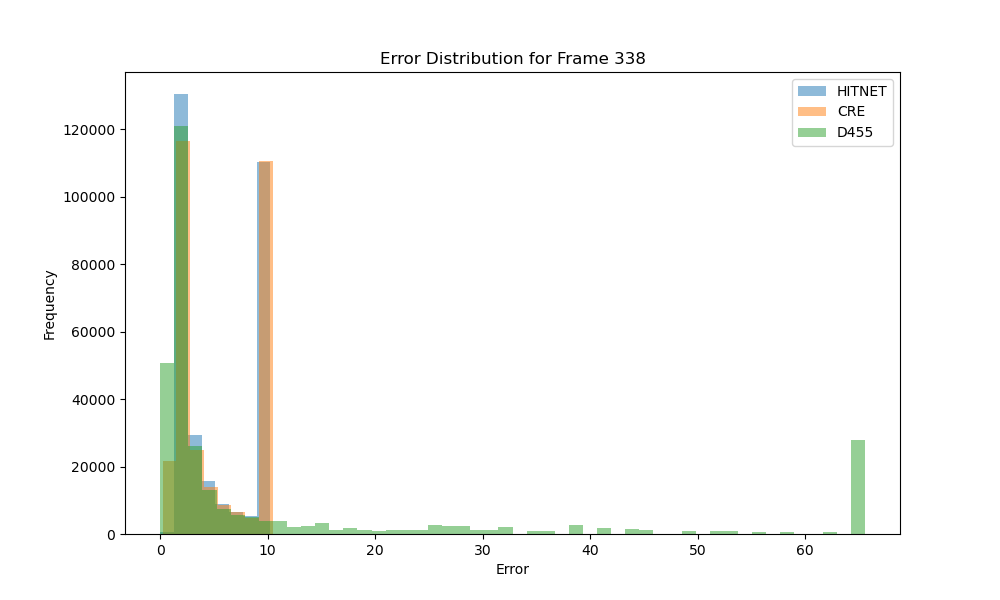 Error Distribution for Frame 338
HITNET
CRE
D455
120000
100000
80000
60000
40000
20000
0
Frequency
0 10 20 30 40 50 60
Error